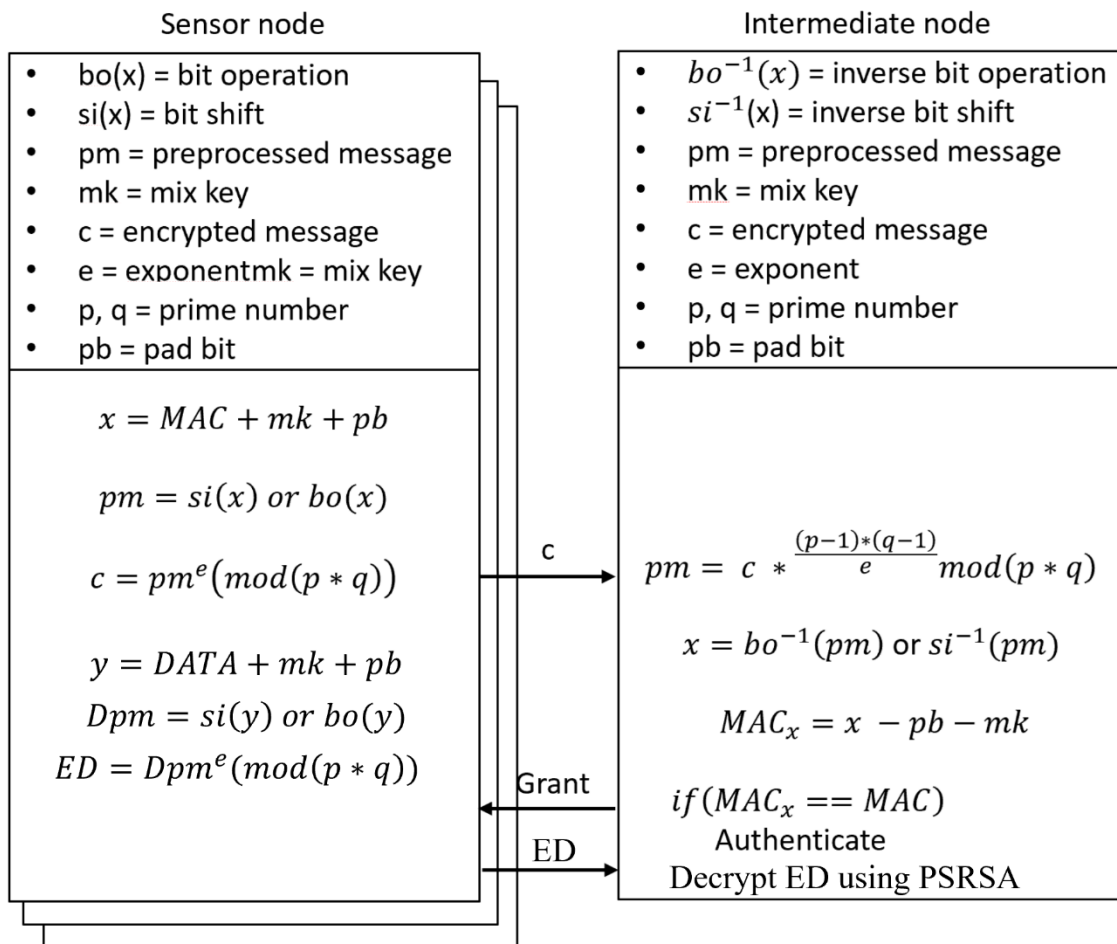 Sensor node
• bo(x) = bit operation
• si(x) = bit shift
• pm = preprocessed message
• mk = mix key
• c = encrypted message
• e = exponentmk = mix key
• p, q = prime number
• pb = pad bit
x = MAC + mk + pb
pm = si(x) or bo(x)
c = pm^e(mod(p * q))
y = DATA + mk + pb
Dpm = si(y) or bo(y)
ED = Dpm^e(mod(p * q))
c
Grant
ED
Intermediate node
• bo⁻¹(x) = inverse bit operation
• si⁻¹(x) = inverse bit shift
• pm = preprocessed message
• mk = mix key
• c = encrypted message
• e = exponent
• p, q = prime number
• pb = pad bit
pm = c * (p−1)*(q−1)/e mod(p * q)
x = bo⁻¹(pm) or si⁻¹(pm)
MACₓ = x − pb − mk
if(MACₓ == MAC)
Authenticate
Decrypt ED using PSRSA